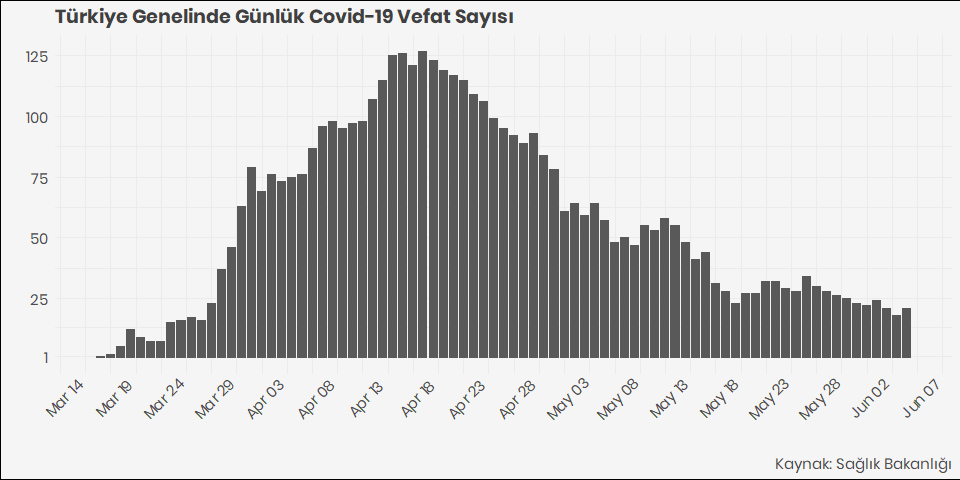 Türkiye Genelinde Günlük Covid-19 Vefat Sayısı
125
100
75
50
25
1
Mar 14
Mar 19
Mar 24
Mar 29
Apr 03
Apr 08
Apr 13
Apr 18
Apr 23
Apr 28
May 03
May 08
May 13
May 18
May 23
May 28
Jun 02
Jun 07
Kaynak: Sağlık Bakanlığı